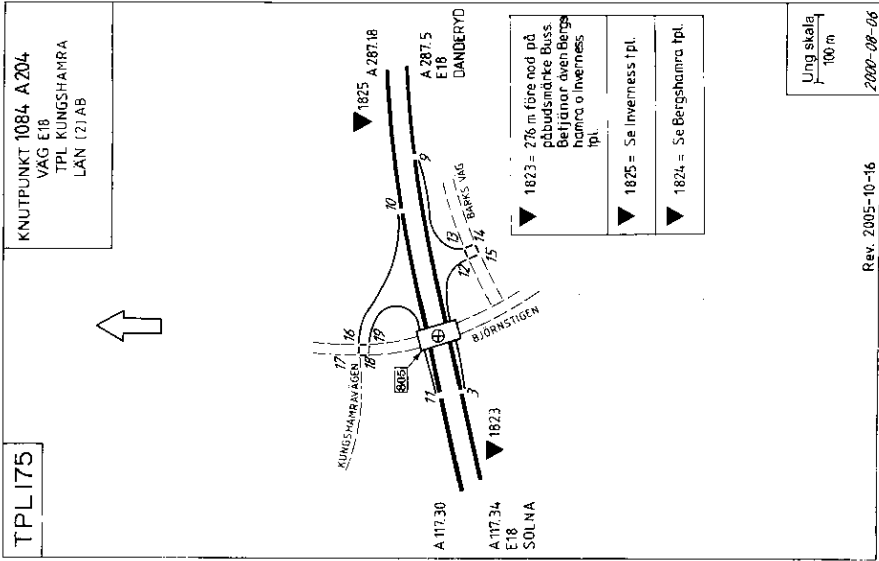 TPL 175
KNUTPUNKT 1084 A 204
VÄG E18
TPL KUNGSHAMRA
LÄN (2) AB
1825
A 287.18
A 287.5
E18
DANDERYD
10
9
BARKS VÄG
13
14
12
15
BJÖRNSTIGEN
17
16
18
19
KUNGSHAMRAVÄGEN
805
11
3
1823
A 117.30
A 117.34
E18
SOLNA
1823 = 276 m före nod på
påbudsmärke Buss.
Betjänar även Bergs
hamra o Inverness
tpl.
1825 = Se Inverness tpl.
1824 = Se Bergshamra tpl.
Ung skala
100 m
Rev. 2005-10-16
2000-08-06